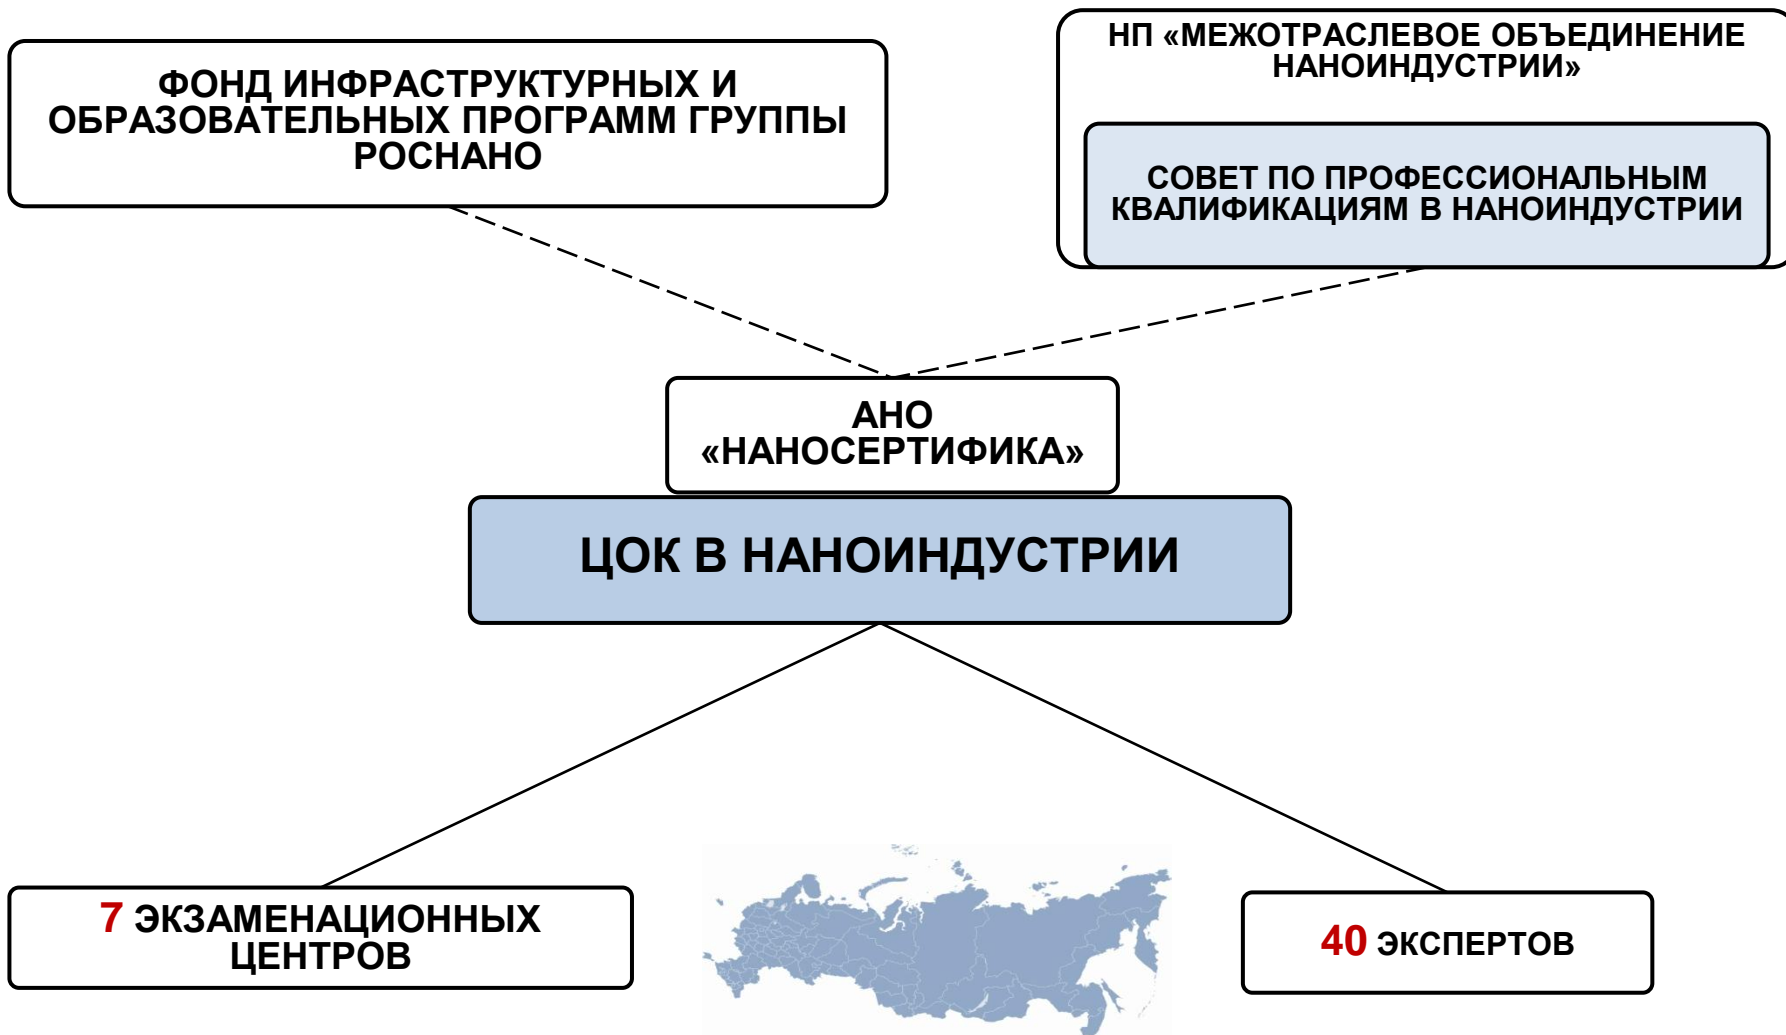 ФОНД ИНФРАСТРУКТУРНЫХ И
ОБРАЗОВАТЕЛЬНЫХ ПРОГРАММ ГРУППЫ
РОСНАНО
НП «МЕЖОТРАСЛЕВОЕ ОБЪЕДИНЕНИЕ
НАНОИНДУСТРИИ»
СОВЕТ ПО ПРОФЕССИОНАЛЬНЫМ
КВАЛИФИКАЦИЯМ В НАНОИНДУСТРИИ
АНО
«НАНОСЕРТИФИКА»
ЦОК В НАНОИНДУСТРИИ
7 ЭКЗАМЕНАЦИОННЫХ
ЦЕНТРОВ
40 ЭКСПЕРТОВ